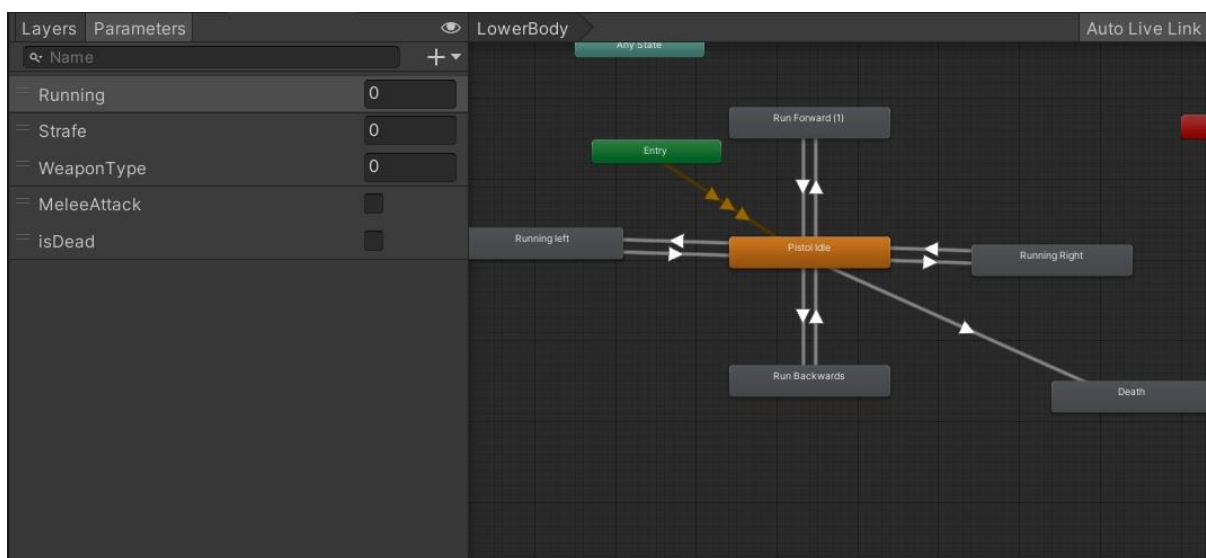 Layers Parameters
LowerBody
Auto Live Link
Name
Running 0
Strafe 0
WeaponType 0
MeleeAttack
isDead
Any State
Run Forward (1)
Entry
Running left
Pistol Idle
Running Right
Run Backwards
Death